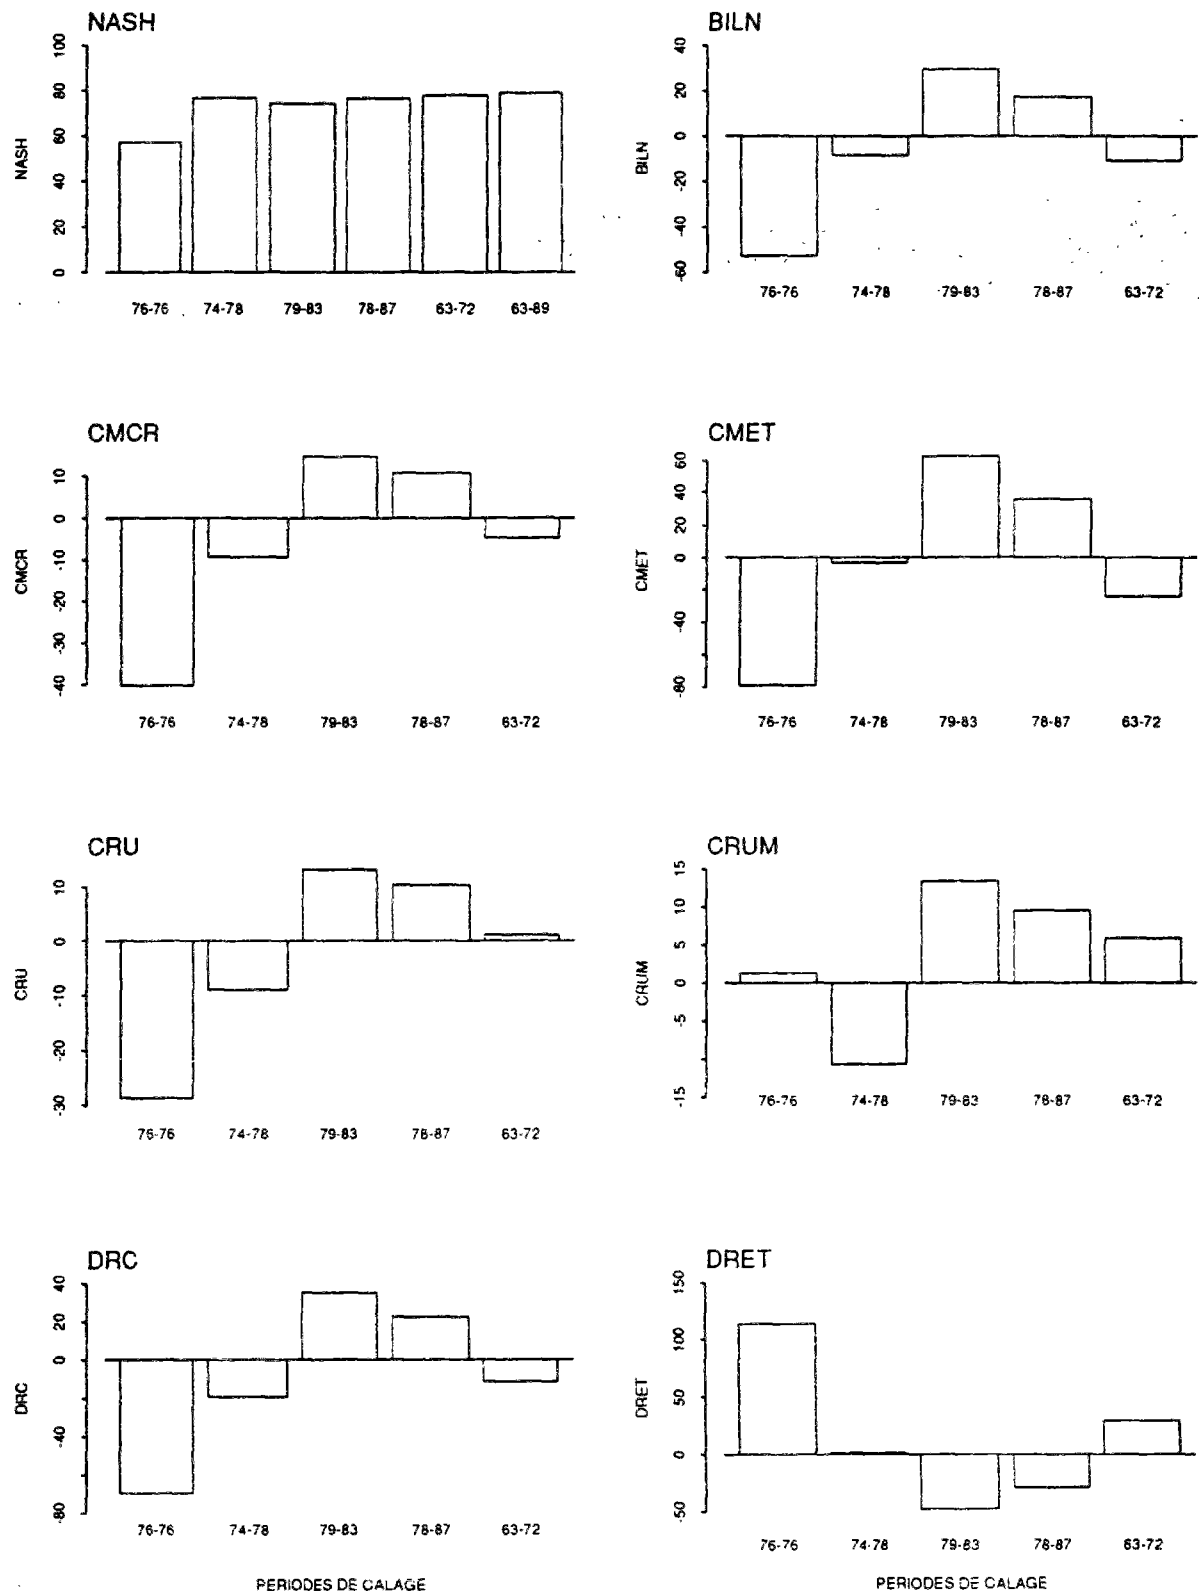 NASH
NASH
0 20 40 60 80 100
76-76 74-78 79-83 78-87 63-72 63-89
BILN
BILN
-60 -40 -20 0 20 40
76-76 74-78 79-83 78-87 63-72
CMCR
CMCR
-40 -30 -20 -10 0 10
76-76 74-78 79-83 78-87 63-72
CMET
CMET
-80 -40 0 20 40 60
76-76 74-78 79-83 78-87 63-72
CRU
CRU
-30 -20 -10 0 10
76-76 74-78 79-83 78-87 63-72
CRUM
CRUM
-15 -5 0 5 10 15
76-76 74-78 79-83 78-87 63-72
DRC
DRC
-80 -40 0 20 40
76-76 74-78 79-83 78-87 63-72
PERIODES DE CALAGE
DRET
DRET
-50 0 50 100 150
76-76 74-78 79-83 78-87 63-72
PERIODES DE CALAGE